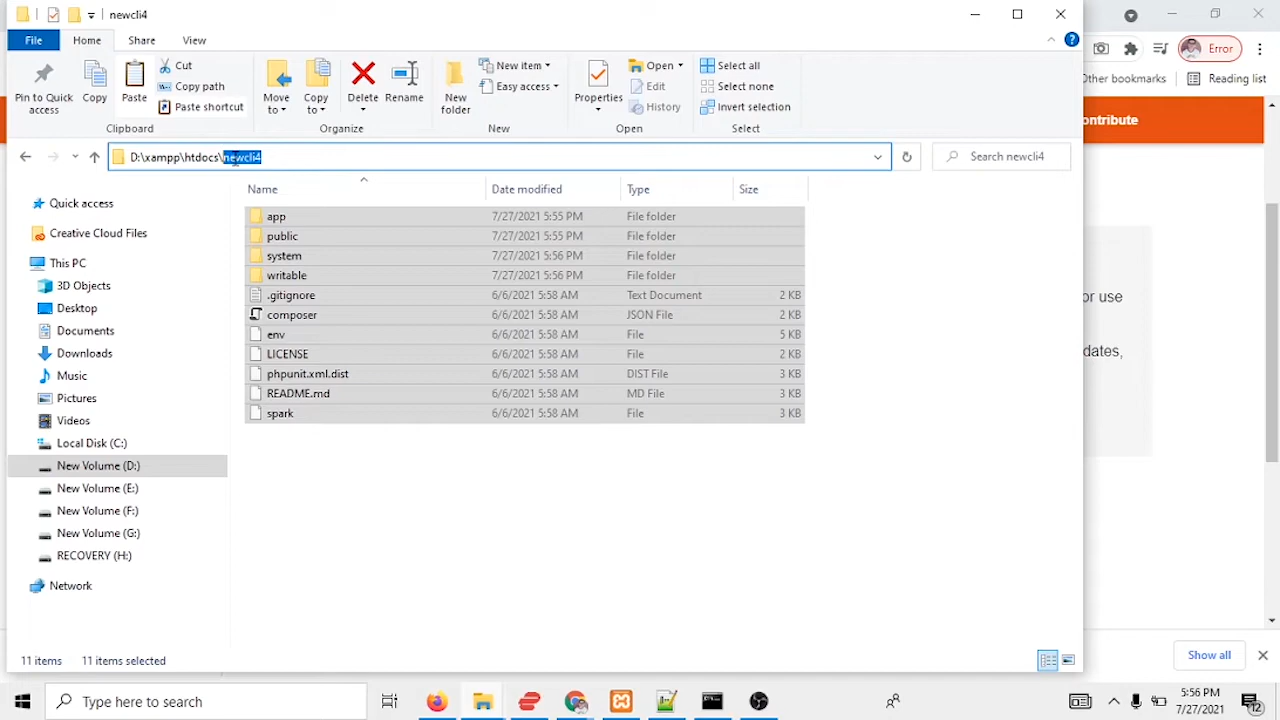 newcli4
File
Home
Share
View
Pin to Quick access
Copy
Paste
Cut
Copy path
Paste shortcut
Clipboard
Move to
Copy to
Delete
Rename
Organize
New folder
New item
Easy access
New
Properties
Open
Edit
History
Open
Select all
Select none
Invert selection
Select
D:\xampp\htdocs\newcli4
Search newcli4
Name
Date modified
Type
Size
Quick access
Creative Cloud Files
This PC
3D Objects
Desktop
Documents
Downloads
Music
Pictures
Videos
Local Disk (C:)
New Volume (D:)
New Volume (E:)
New Volume (F:)
New Volume (G:)
RECOVERY (H:)
Network
app 7/27/2021 5:55 PM File folder
public 7/27/2021 5:55 PM File folder
system 7/27/2021 5:56 PM File folder
writable 7/27/2021 5:56 PM File folder
.gitignore 6/6/2021 5:58 AM Text Document 2 KB
composer 6/6/2021 5:58 AM JSON File 2 KB
env 6/6/2021 5:58 AM File 5 KB
LICENSE 6/6/2021 5:58 AM File 2 KB
phpunit.xml.dist 6/6/2021 5:58 AM DIST File 3 KB
README.md 6/6/2021 5:58 AM MD File 3 KB
spark 6/6/2021 5:58 AM File 3 KB
11 items 11 items selected
Error
Other bookmarks
Reading list
ontribute
or use
dates,
Show all
Type here to search
5:56 PM
7/27/2021
12